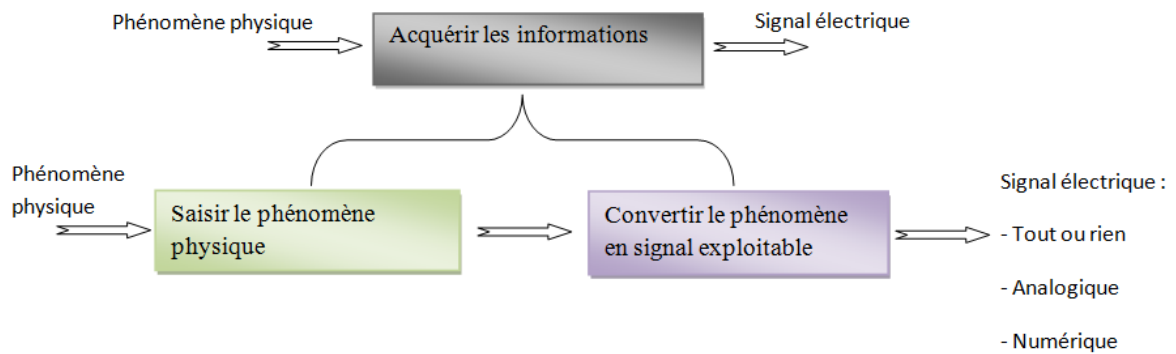 Phénomène physique
Acquérir les informations
Signal électrique
Phénomène
physique
Saisir le phénomène
physique
Convertir le phénomène
en signal exploitable
Signal électrique :
- Tout ou rien
- Analogique
- Numérique